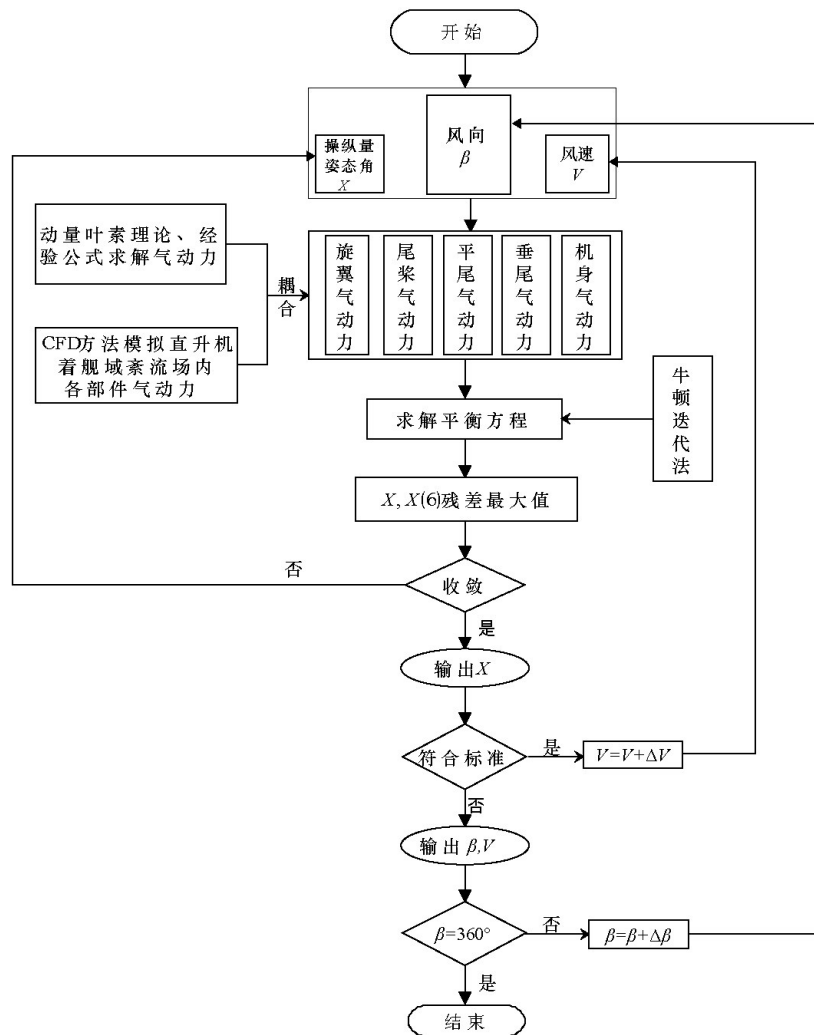 开始
操纵量
姿态角
X
风向
β
风速
V
动量叶素理论、经
验公式求解气动力
CFD方法模拟直升机
着舰域紊流场内
各部件气动力
耦
合
旋翼气动力
尾桨气动力
平尾气动力
垂尾气动力
机身气动力
求解平衡方程
牛顿迭代法
X, X(6)残差最大值
否
收敛
是
输出X
符合标准
是
V=V+ΔV
否
输出 β,V
β=360°
否
β=β+Δβ
是
结束